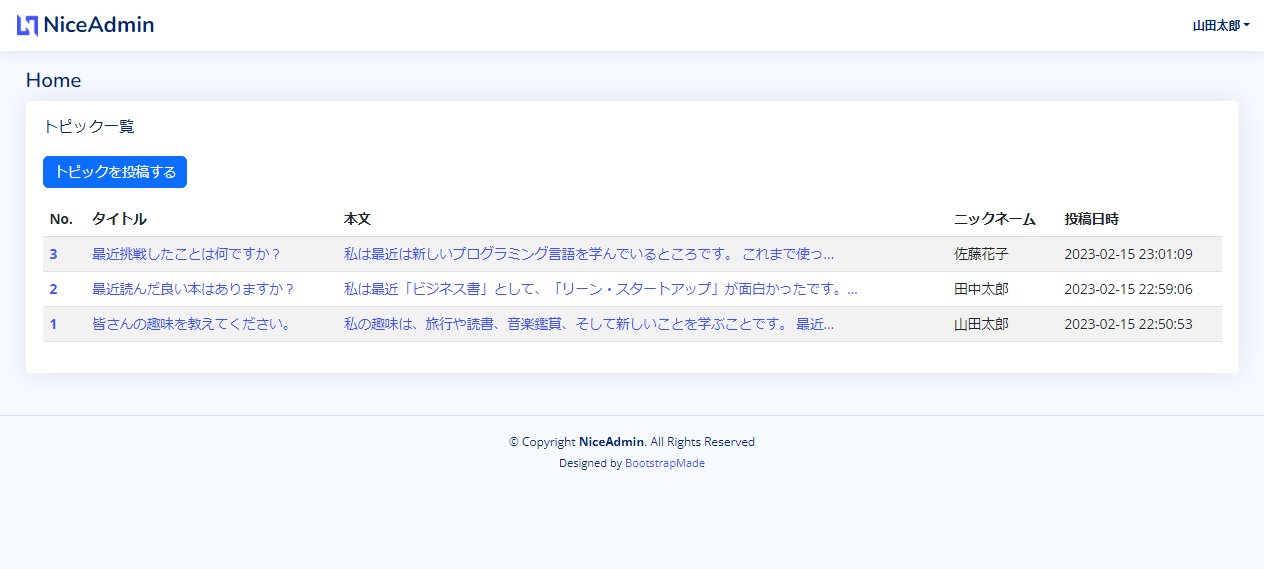 NiceAdmin 山田太郎
Home
トピック一覧
トピックを投稿する
No. タイトル 本文 ニックネーム 投稿日時
3 最近挑戦したことは何ですか？ 私は最近は新しいプログラミング言語を学んでいるところです。 これまで使っ... 佐藤花子 2023-02-15 23:01:09
2 最近読んだ良い本はありますか？ 私は最近「ビジネス書」として、「リーン・スタートアップ」が面白かったです。... 田中太郎 2023-02-15 22:59:06
1 皆さんの趣味を教えてください。 私の趣味は、旅行や読書、音楽鑑賞、そして新しいことを学ぶことです。 最近... 山田太郎 2023-02-15 22:50:53
© Copyright NiceAdmin. All Rights Reserved
Designed by BootstrapMade